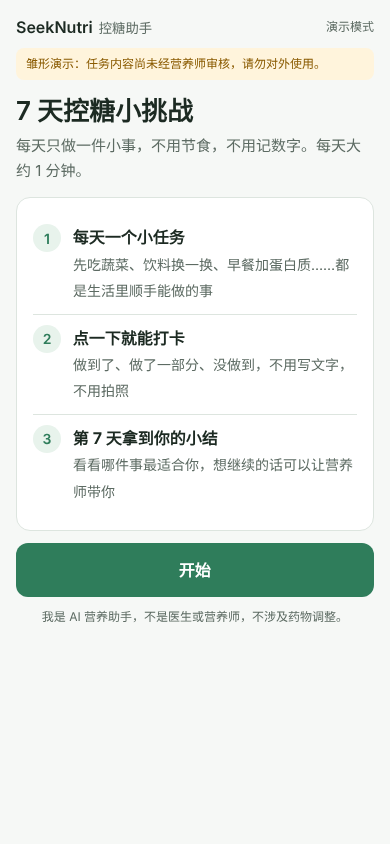 SeekNutri 控糖助手
演示模式
雏形演示：任务内容尚未经营养师审核，请勿对外使用。
7 天控糖小挑战
每天只做一件小事，不用节食，不用记数字。每天大
约 1 分钟。
1
每天一个小任务
先吃蔬菜、饮料换一换、早餐加蛋白质……都
是生活里顺手能做的事
2
点一下就能打卡
做到了、做了一部分、没做到，不用写文字，
不用拍照
3
第 7 天拿到你的小结
看看哪件事最适合你，想继续的话可以让营养
师带你
开始
我是 AI 营养助手，不是医生或营养师，不涉及药物调整。